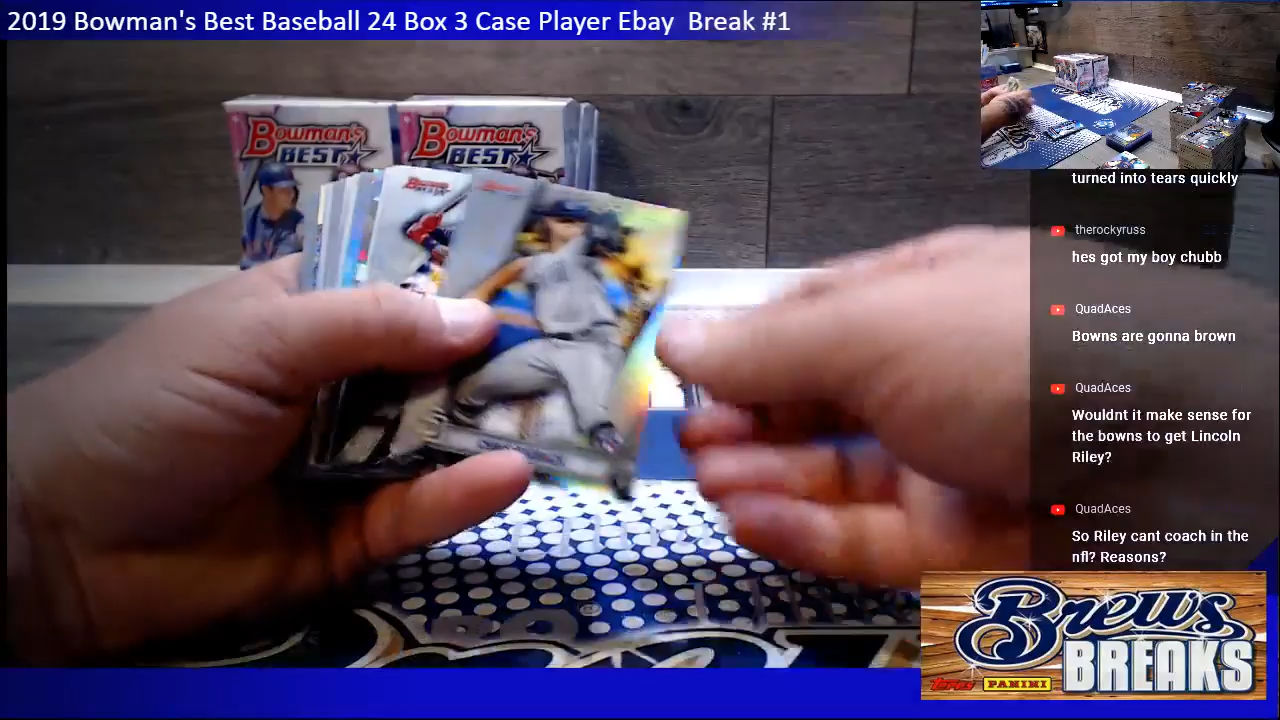 2019 Bowman's Best Baseball 24 Box 3 Case Player Ebay Break #1
Bowman's
BEST
Bowman's
BEST
turned into tears quickly
therockyruss
hes got my boy chubb
QuadAces
Bowns are gonna brown
QuadAces
Wouldnt it make sense for
the bowns to get Lincoln
Riley?
QuadAces
So Riley cant coach in the
nfl? Reasons?
Brews
BREAKS
topps PANINI